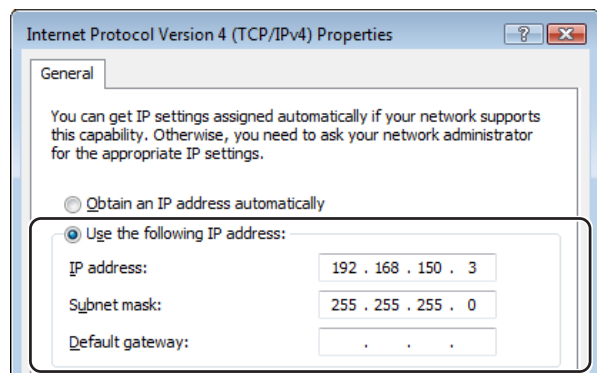 Internet Protocol Version 4 (TCP/IPv4) Properties
General
You can get IP settings assigned automatically if your network supports
this capability. Otherwise, you need to ask your network administrator
for the appropriate IP settings.
Obtain an IP address automatically
Use the following IP address:
IP address: 192 . 168 . 150 . 3
Subnet mask: 255 . 255 . 255 . 0
Default gateway: . . .